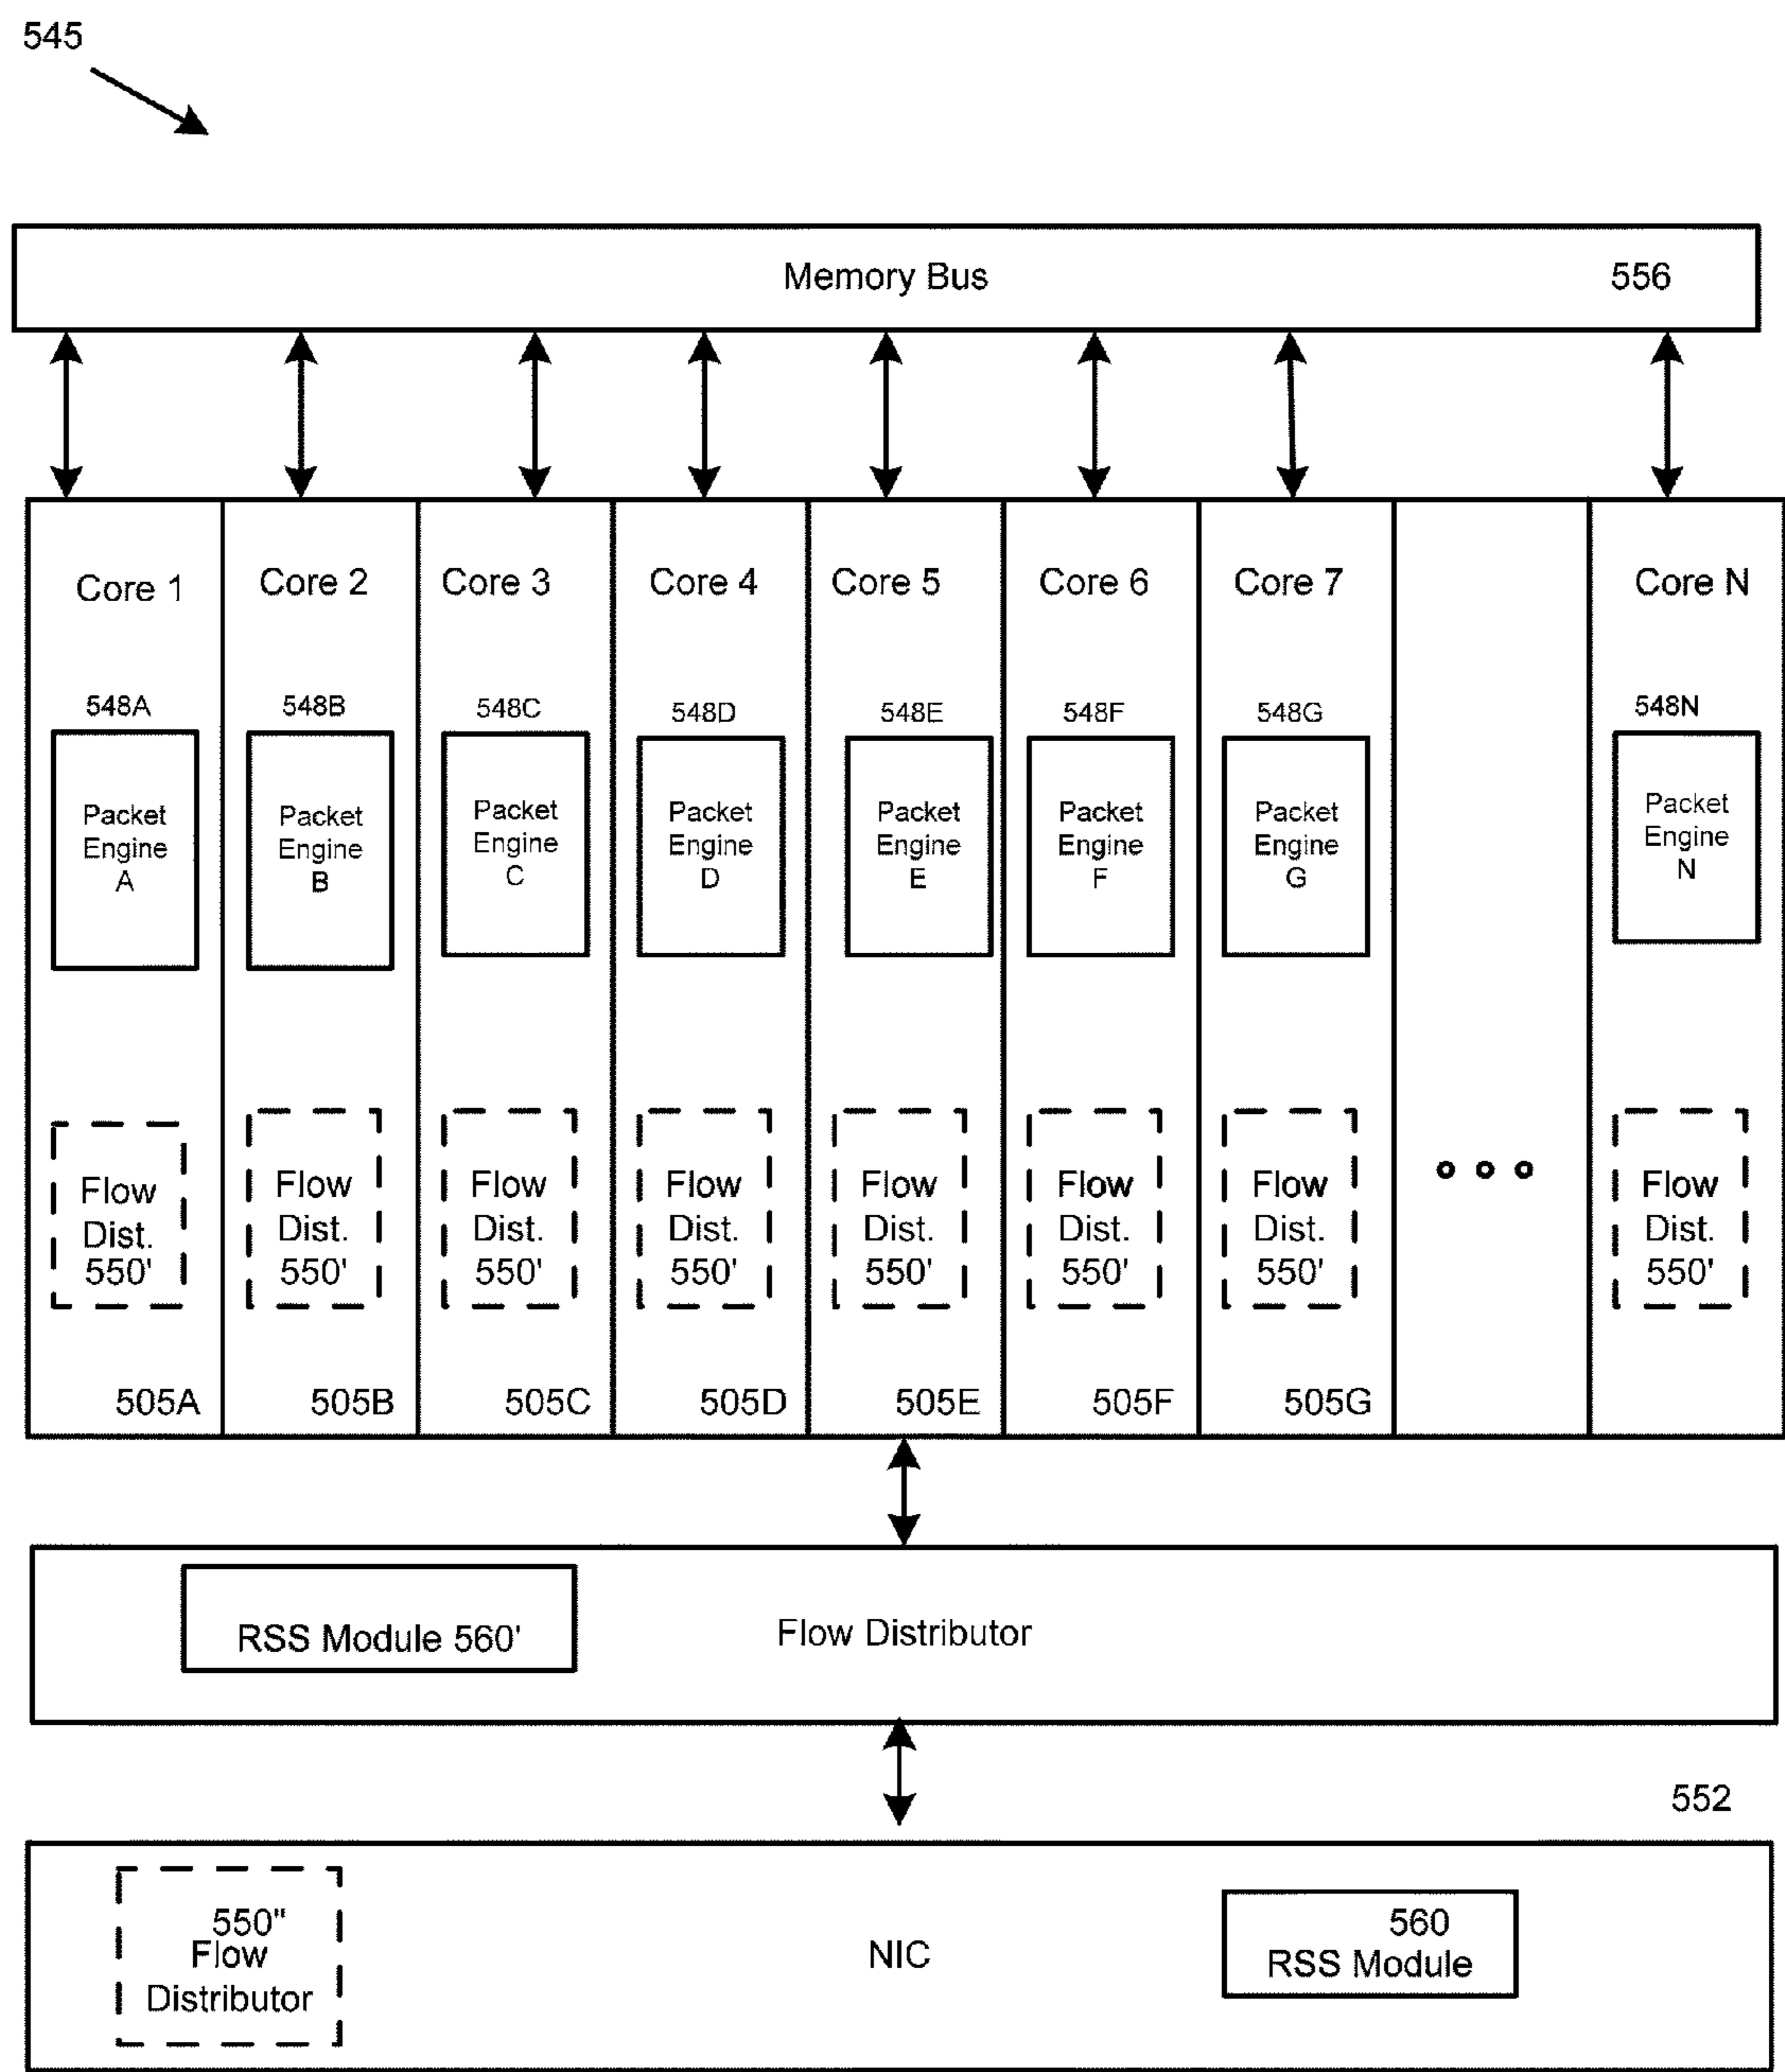 545
Memory Bus 556
Core 1 Core 2 Core 3 Core 4 Core 5 Core 6 Core 7 Core N
548A 548B 548C 548D 548E 548F 548G 548N
Packet Packet Packet Packet Packet Packet Packet Packet
Engine Engine Engine Engine Engine Engine Engine Engine
A B C D E F G N
Flow Flow Flow Flow Flow Flow Flow Flow
Dist. Dist. Dist. Dist. Dist. Dist. Dist. Dist.
550' 550' 550' 550' 550' 550' 550' 550'
505A 505B 505C 505D 505E 505F 505G
RSS Module 560' Flow Distributor
552
550"
Flow
Distributor
NIC
560
RSS Module